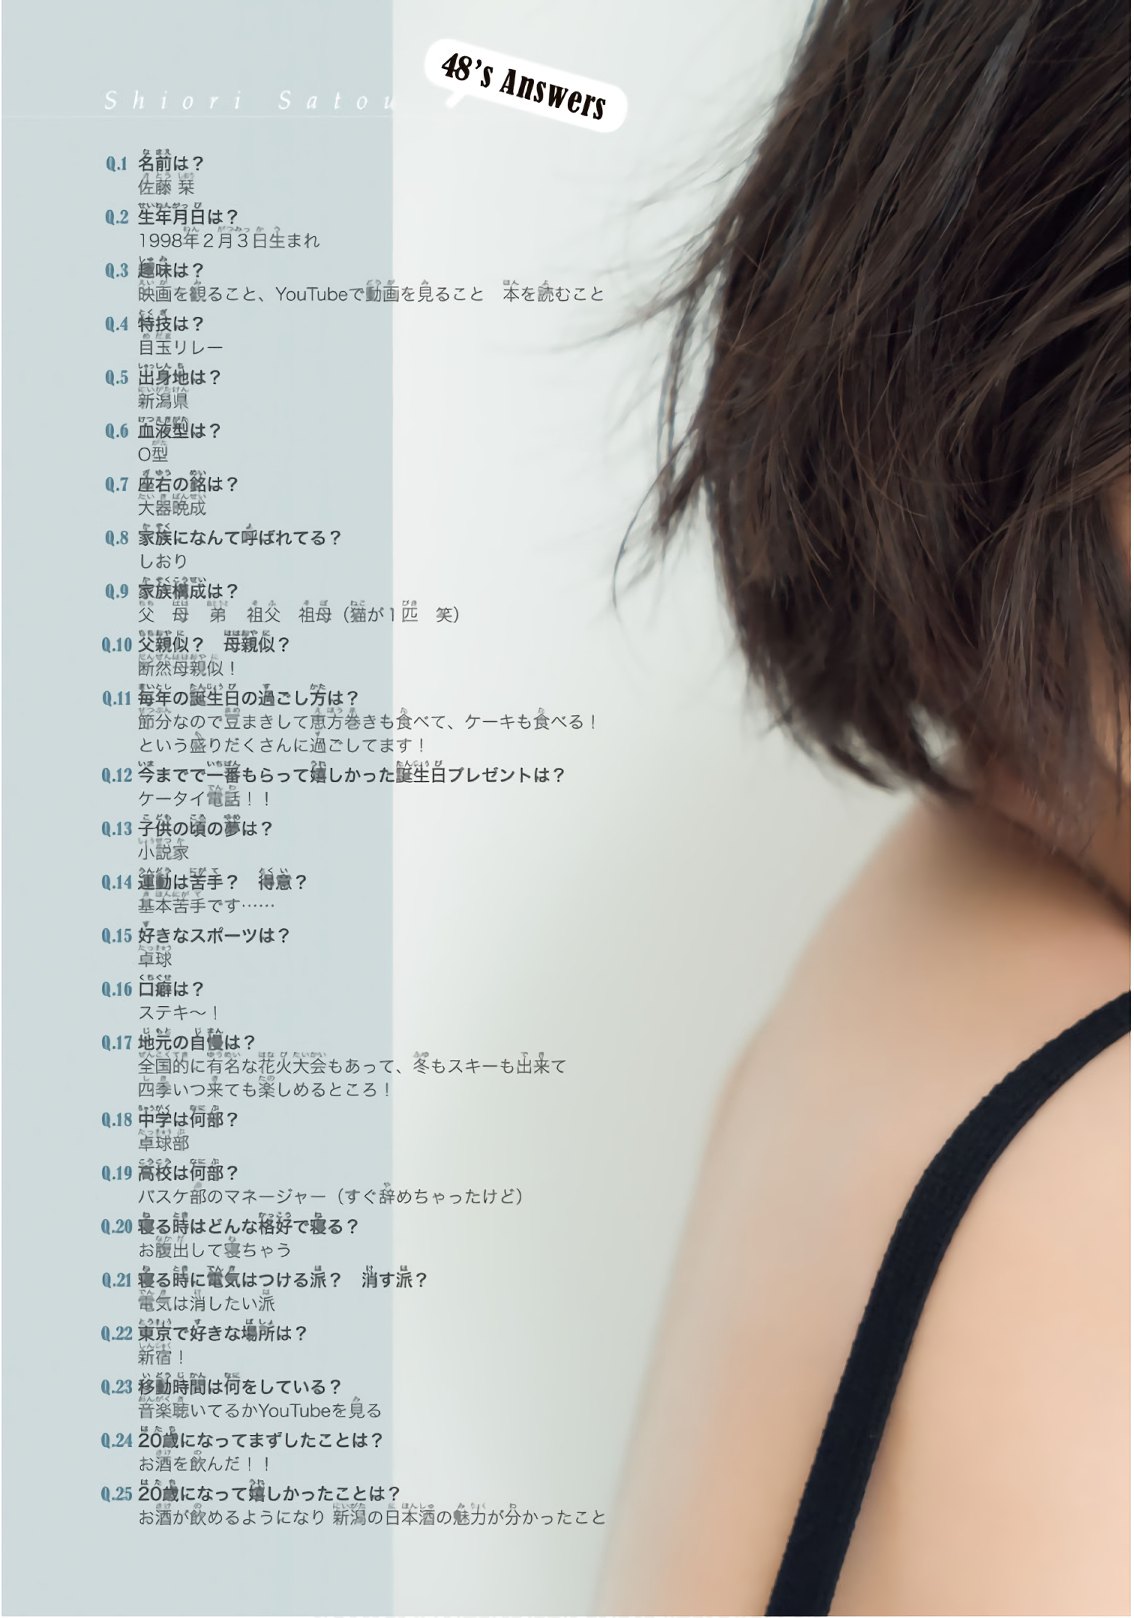 Shiori Satou
48's Answers
Q.1 名前は？
佐藤 栞
Q.2 生年月日は？
1998年２月３日生まれ
Q.3 趣味は？
映画を観ること、YouTubeで動画を見ること　本を読むこと
Q.4 特技は？
目玉リレー
Q.5 出身地は？
新潟県
Q.6 血液型は？
O型
Q.7 座右の銘は？
大器晩成
Q.8 家族になんて呼ばれてる？
しおり
Q.9 家族構成は？
父　母　弟　祖父　祖母（猫が１匹　笑）
Q.10 父親似？　母親似？
断然母親似！
Q.11 毎年の誕生日の過ごし方は？
節分なので豆まきして恵方巻きも食べて、ケーキも食べる！
という盛りだくさんに過ごしてます！
Q.12 今までで一番もらって嬉しかった誕生日プレゼントは？
ケータイ電話！！
Q.13 子供の頃の夢は？
小説家
Q.14 運動は苦手？　得意？
基本苦手です……
Q.15 好きなスポーツは？
卓球
Q.16 口癖は？
ステキ〜！
Q.17 地元の自慢は？
全国的に有名な花火大会もあって、冬もスキーも出来て
四季いつ来ても楽しめるところ！
Q.18 中学は何部？
卓球部
Q.19 高校は何部？
バスケ部のマネージャー（すぐ辞めちゃったけど）
Q.20 寝る時はどんな格好で寝る？
お腹出して寝ちゃう
Q.21 寝る時に電気はつける派？　消す派？
電気は消したい派
Q.22 東京で好きな場所は？
新宿！
Q.23 移動時間は何をしている？
音楽聴いてるかYouTubeを見る
Q.24 20歳になってまずしたことは？
お酒を飲んだ！！
Q.25 20歳になって嬉しかったことは？
お酒が飲めるようになり 新潟の日本酒の魅力が分かったこと